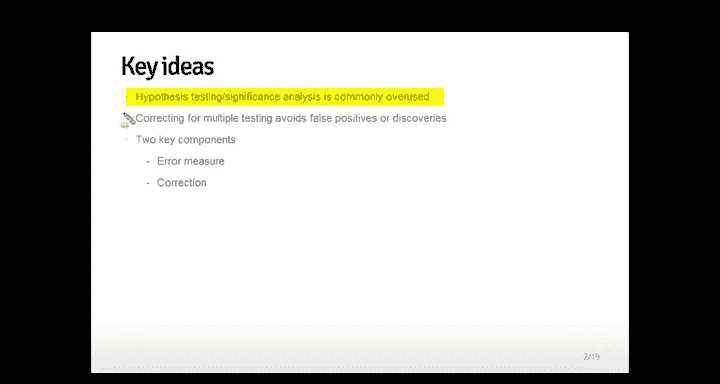 Key ideas
· Hypothesis testing/significance analysis is commonly overused
Correcting for multiple testing avoids false positives or discoveries
· Two key components
- Error measure
- Correction
2/19